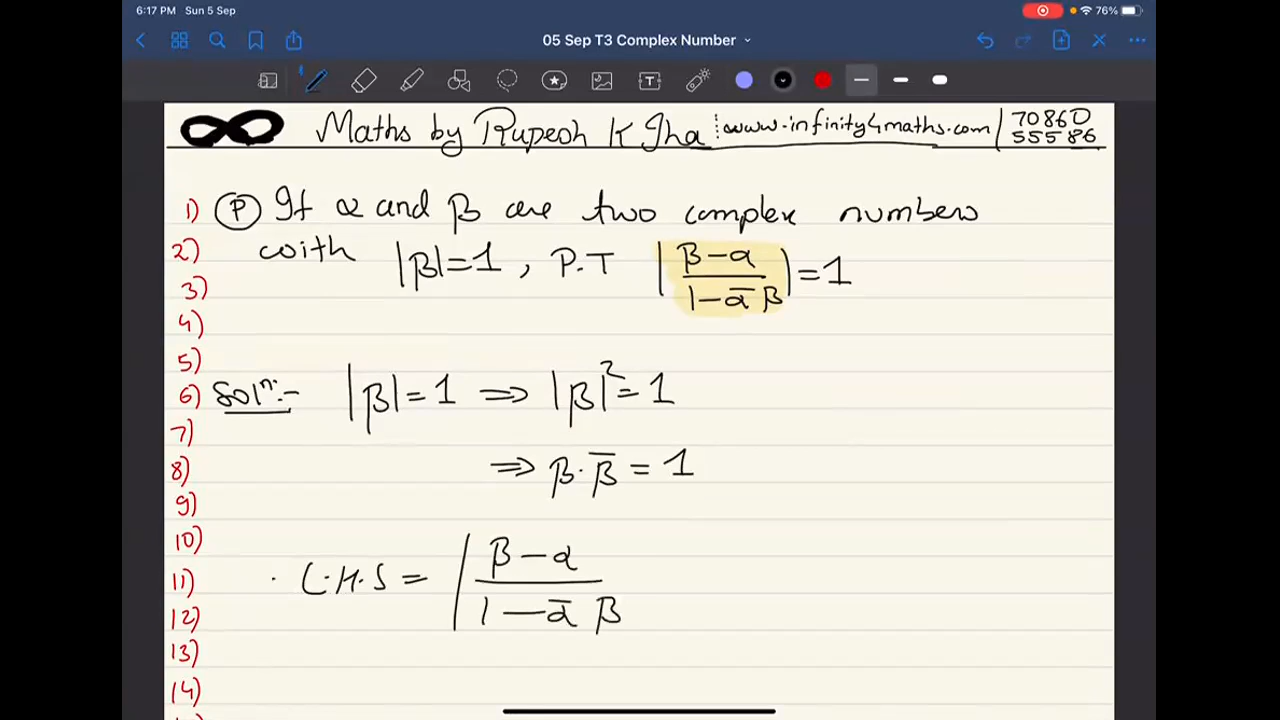 6:17 PM Sun 5 Sep 76%
05 Sep T3 Complex Number
Maths by Rupesh K Jha www.infinity4maths.com 70860 55586
1) (P) If α and β are two complex numbers
2) with |β|=1, P.T |(β-α)/(1-ᾱβ)| = 1
3)
4)
5)
6) Solⁿ:- |β|=1 ⇒ |β|²=1
7)
8) ⇒ β·β̄ = 1
9)
10)
11) L.H.S = |(β-α)/(1-ᾱ β)
12)
13)
14)